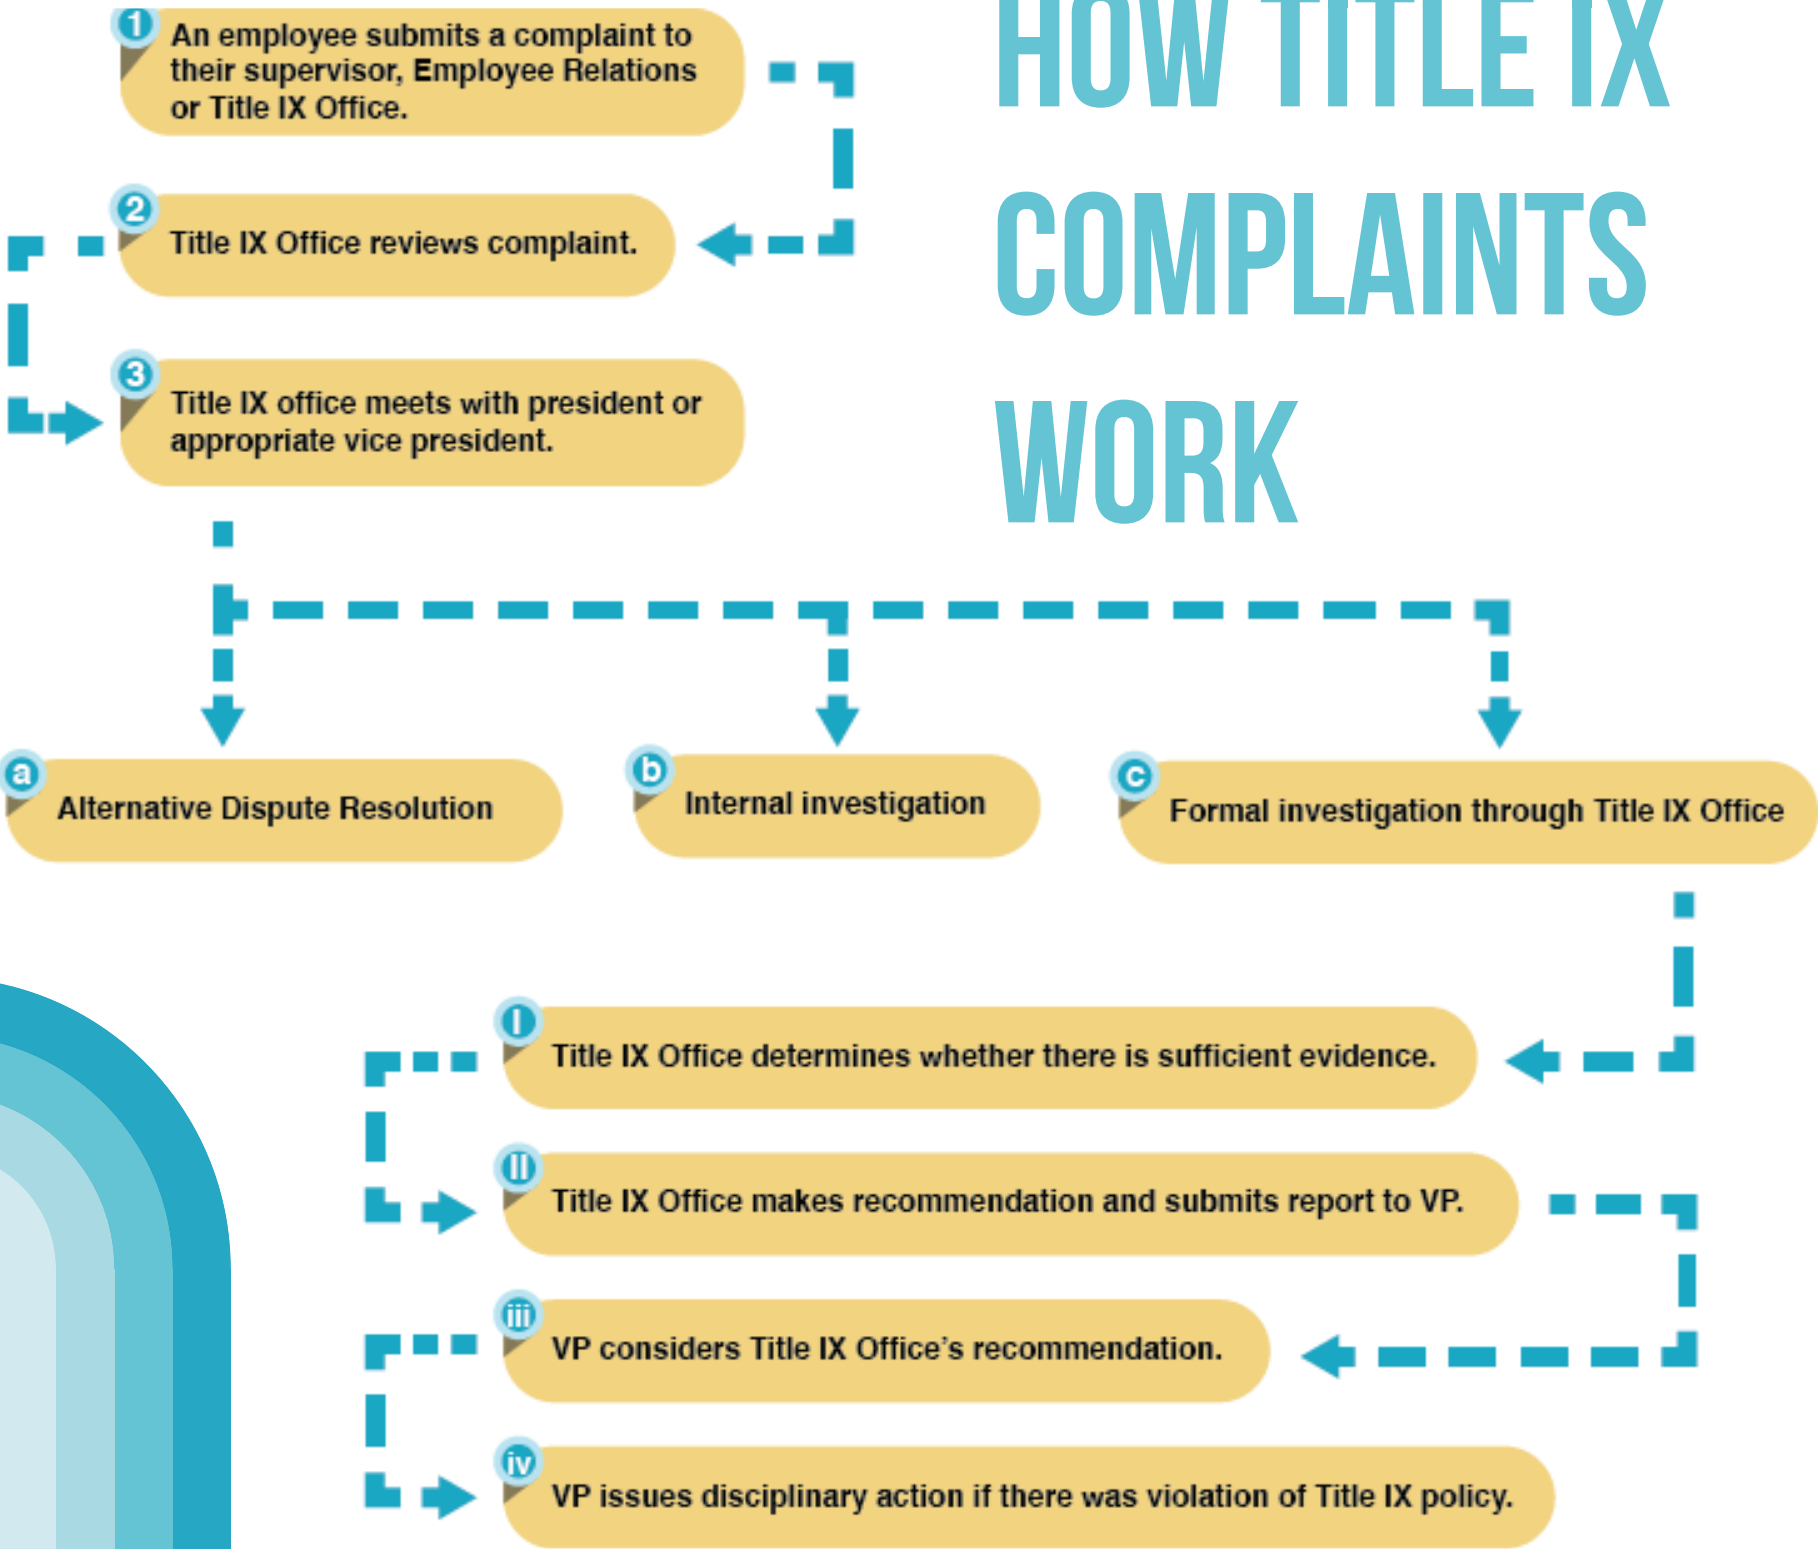 HOW TITLE IX
COMPLAINTS
WORK
1
An employee submits a complaint to
their supervisor, Employee Relations
or Title IX Office.
2
Title IX Office reviews complaint.
3
Title IX office meets with president or
appropriate vice president.
a
Alternative Dispute Resolution
b
Internal investigation
c
Formal investigation through Title IX Office
I
Title IX Office determines whether there is sufficient evidence.
II
Title IX Office makes recommendation and submits report to VP.
iii
VP considers Title IX Office's recommendation.
iv
VP issues disciplinary action if there was violation of Title IX policy.